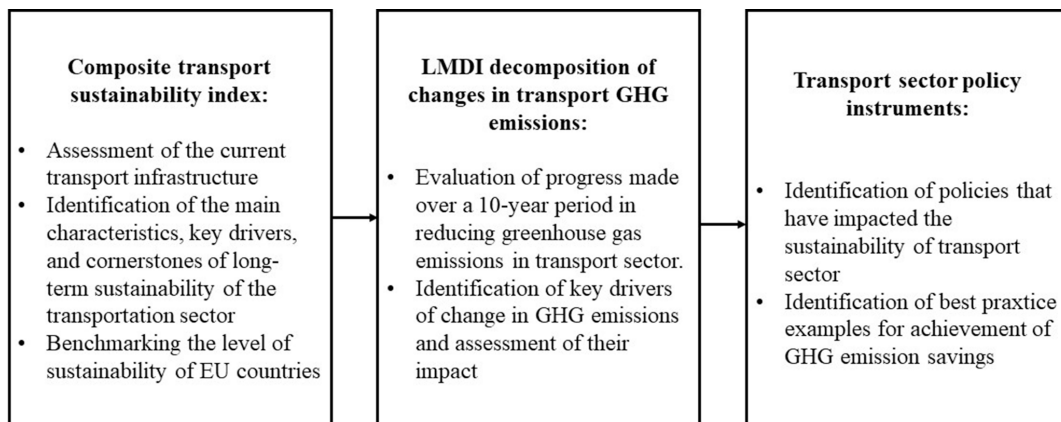 Composite transport
sustainability index:
• Assessment of the current
transport infrastructure
• Identification of the main
characteristics, key drivers,
and cornerstones of long-
term sustainability of the
transportation sector
• Benchmarking the level of
sustainability of EU countries
LMDI decomposition of
changes in transport GHG
emissions:
• Evaluation of progress made
over a 10-year period in
reducing greenhouse gas
emissions in transport sector.
• Identification of key drivers
of change in GHG emissions
and assessment of their
impact
Transport sector policy
instruments:
• Identification of policies that
have impacted the
sustainability of transport
sector
• Identification of best praxtice
examples for achievement of
GHG emission savings